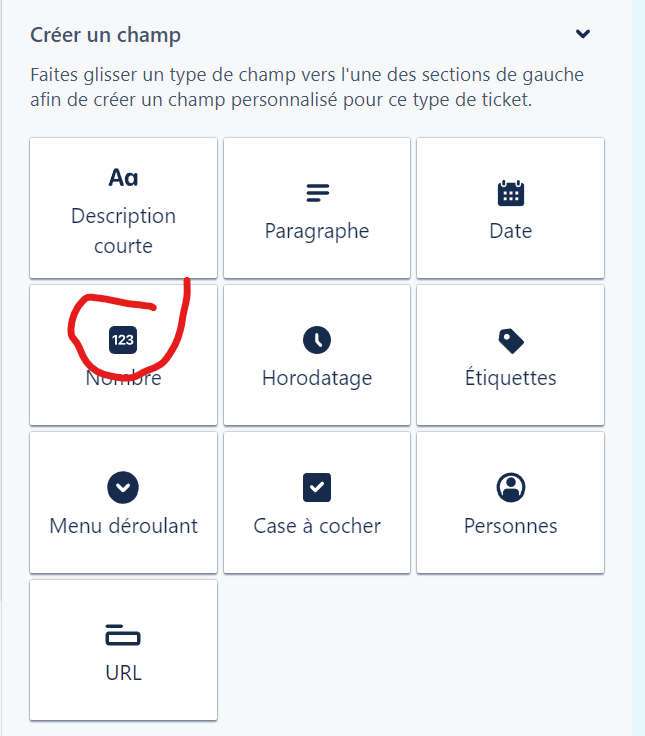 Créer un champ
Faites glisser un type de champ vers l'une des sections de gauche
afin de créer un champ personnalisé pour ce type de ticket.
Aa
Description
courte
Paragraphe
Date
123
Nombre
Horodatage
Étiquettes
Menu déroulant
Case à cocher
Personnes
URL